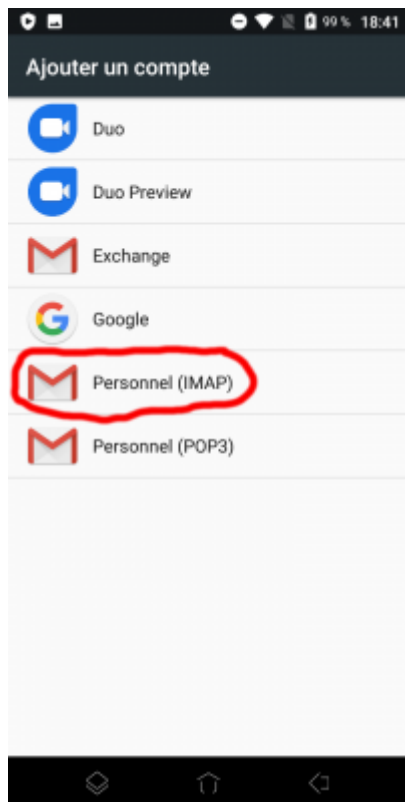 99 % 18:41
Ajouter un compte
Duo
Duo Preview
Exchange
Google
Personnel (IMAP)
Personnel (POP3)